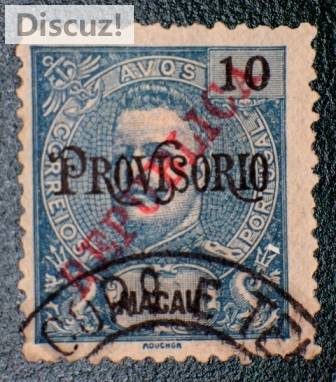 Discuz!
AVOS
10
CORREIOS
PORTUGAL
PROVISORIO
REPUBLICA
MACAU
MOUCHON